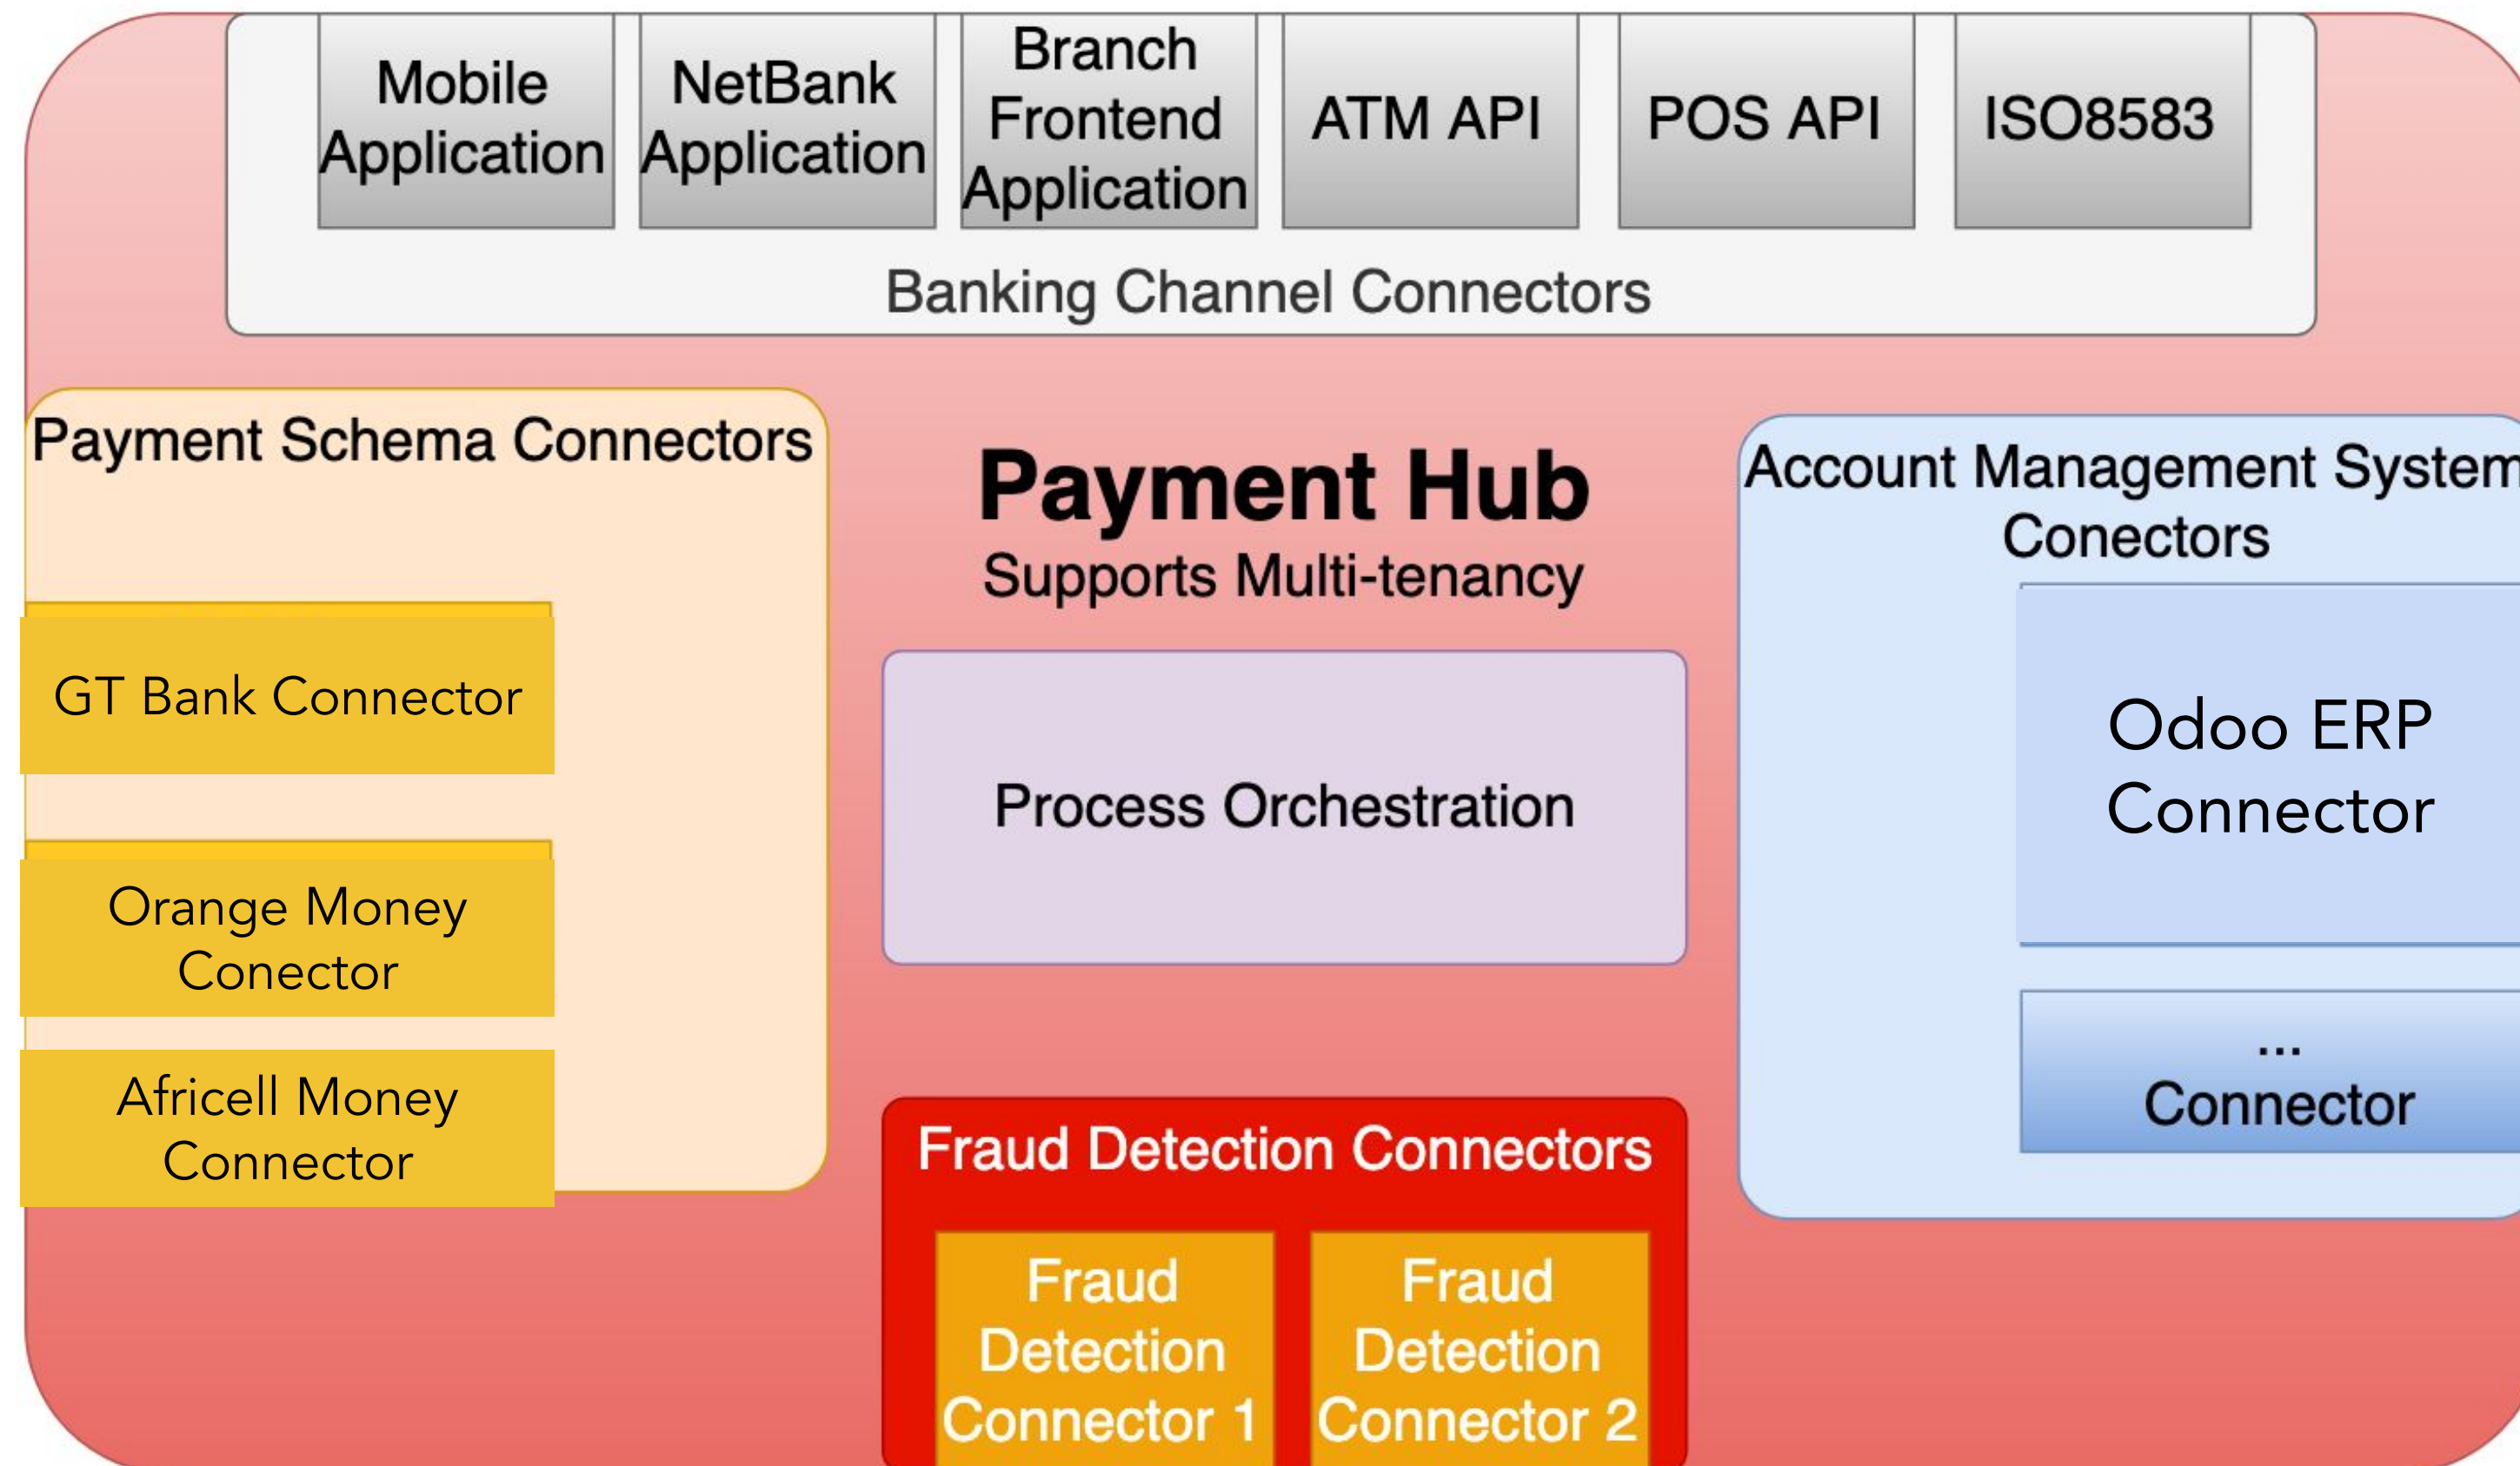 Mobile
Application
NetBank
Application
Branch
Frontend
Application
ATM API
POS API
ISO8583
Banking Channel Connectors
Payment Schema Connectors
GT Bank Connector
Orange Money
Conector
Africell Money
Connector
Payment Hub
Supports Multi-tenancy
Process Orchestration
Fraud Detection Connectors
Fraud
Detection
Connector 1
Fraud
Detection
Connector 2
Account Management System
Conectors
Odoo ERP
Connector
...
Connector